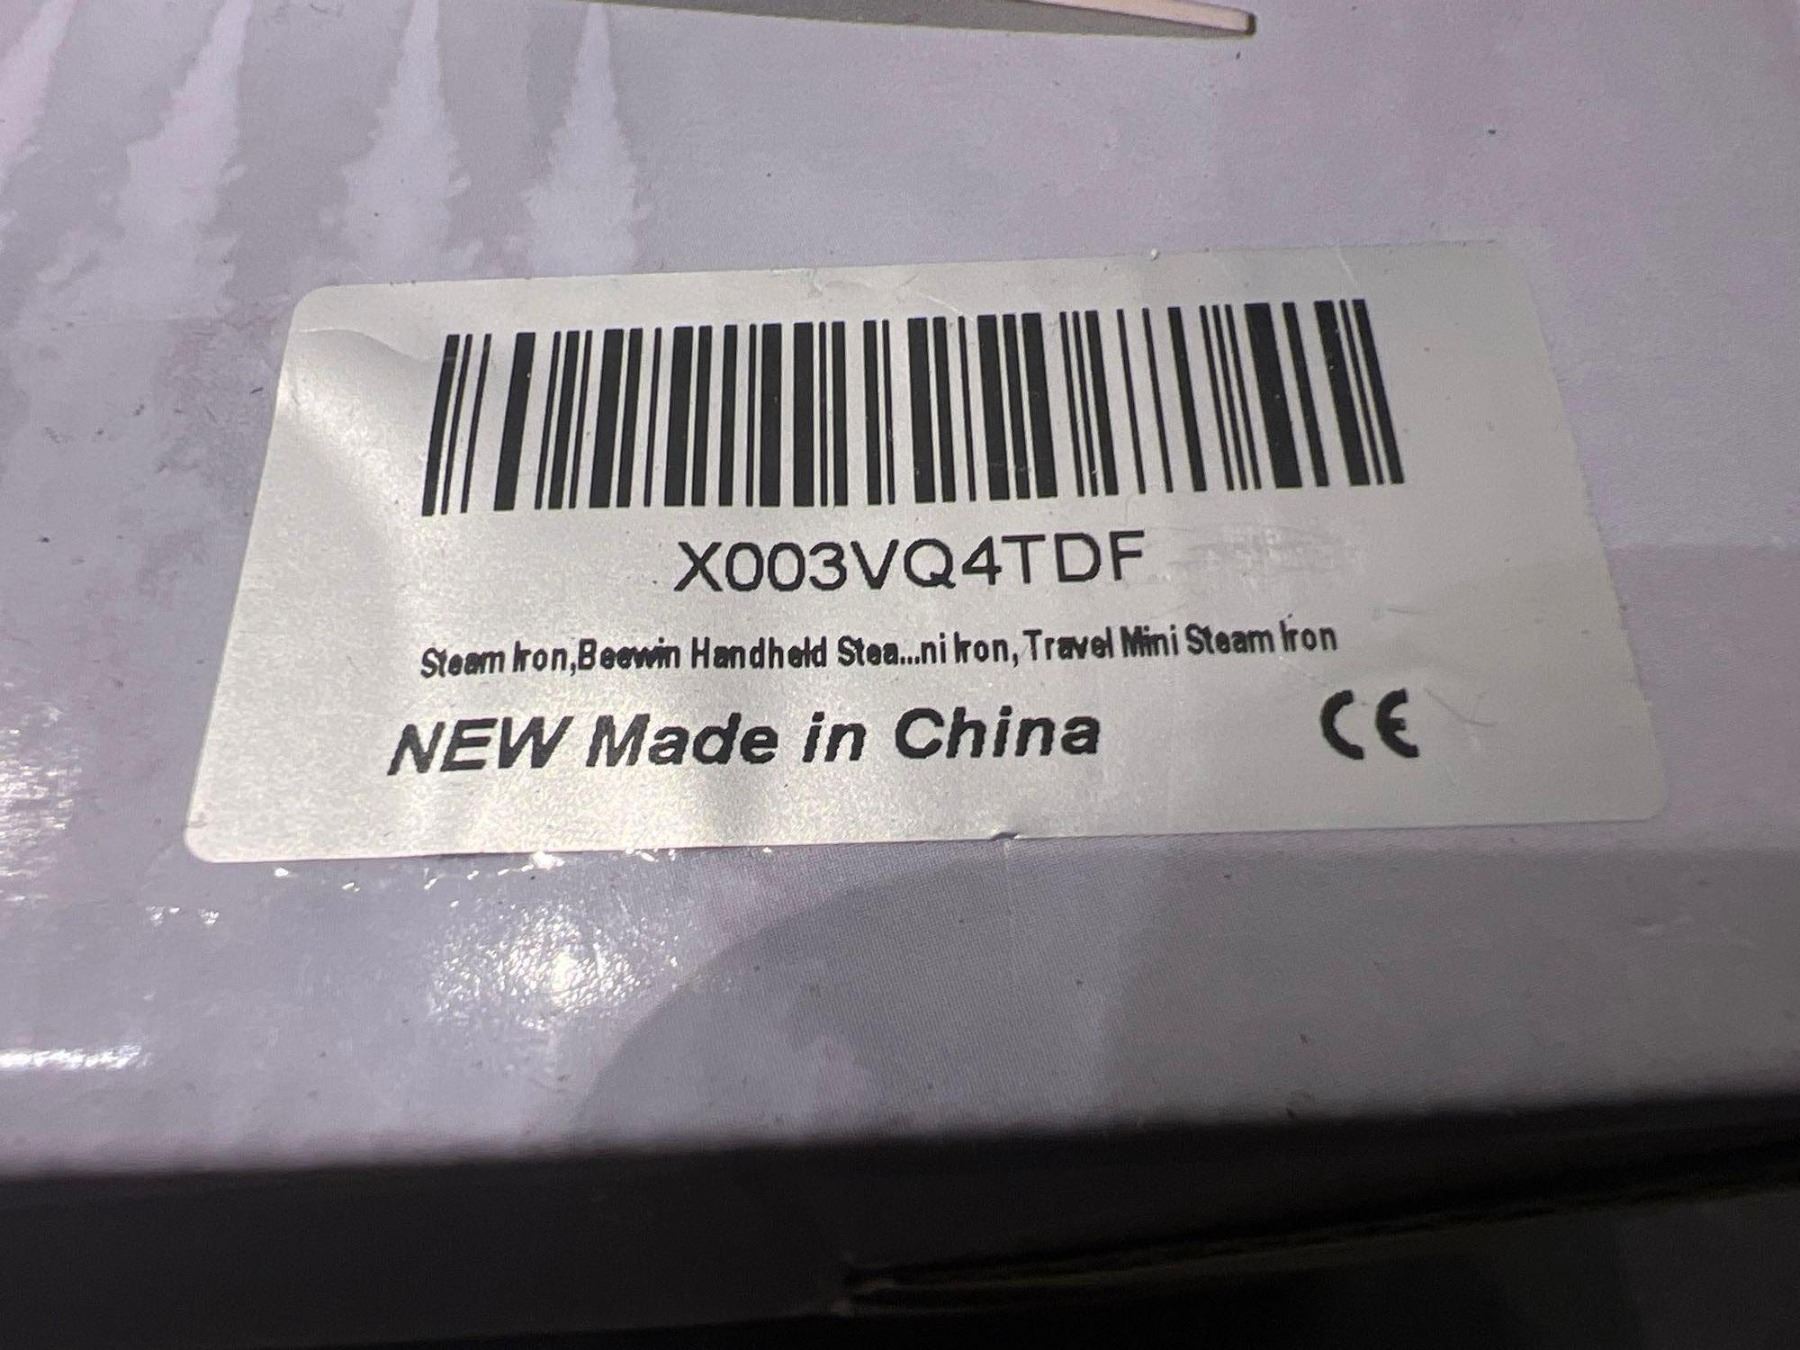 X003VQ4TDF
Steam Iron,Beewin Handheld Stea...ni Iron, Travel Mini Steam Iron
NEW Made in China CE